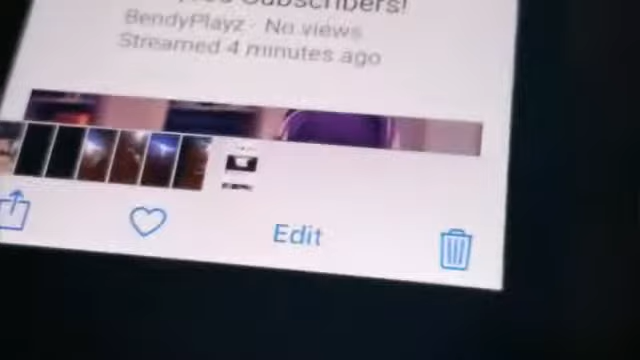 Subscribers!
BendyPlayz · No views
Streamed 4 minutes ago
Edit